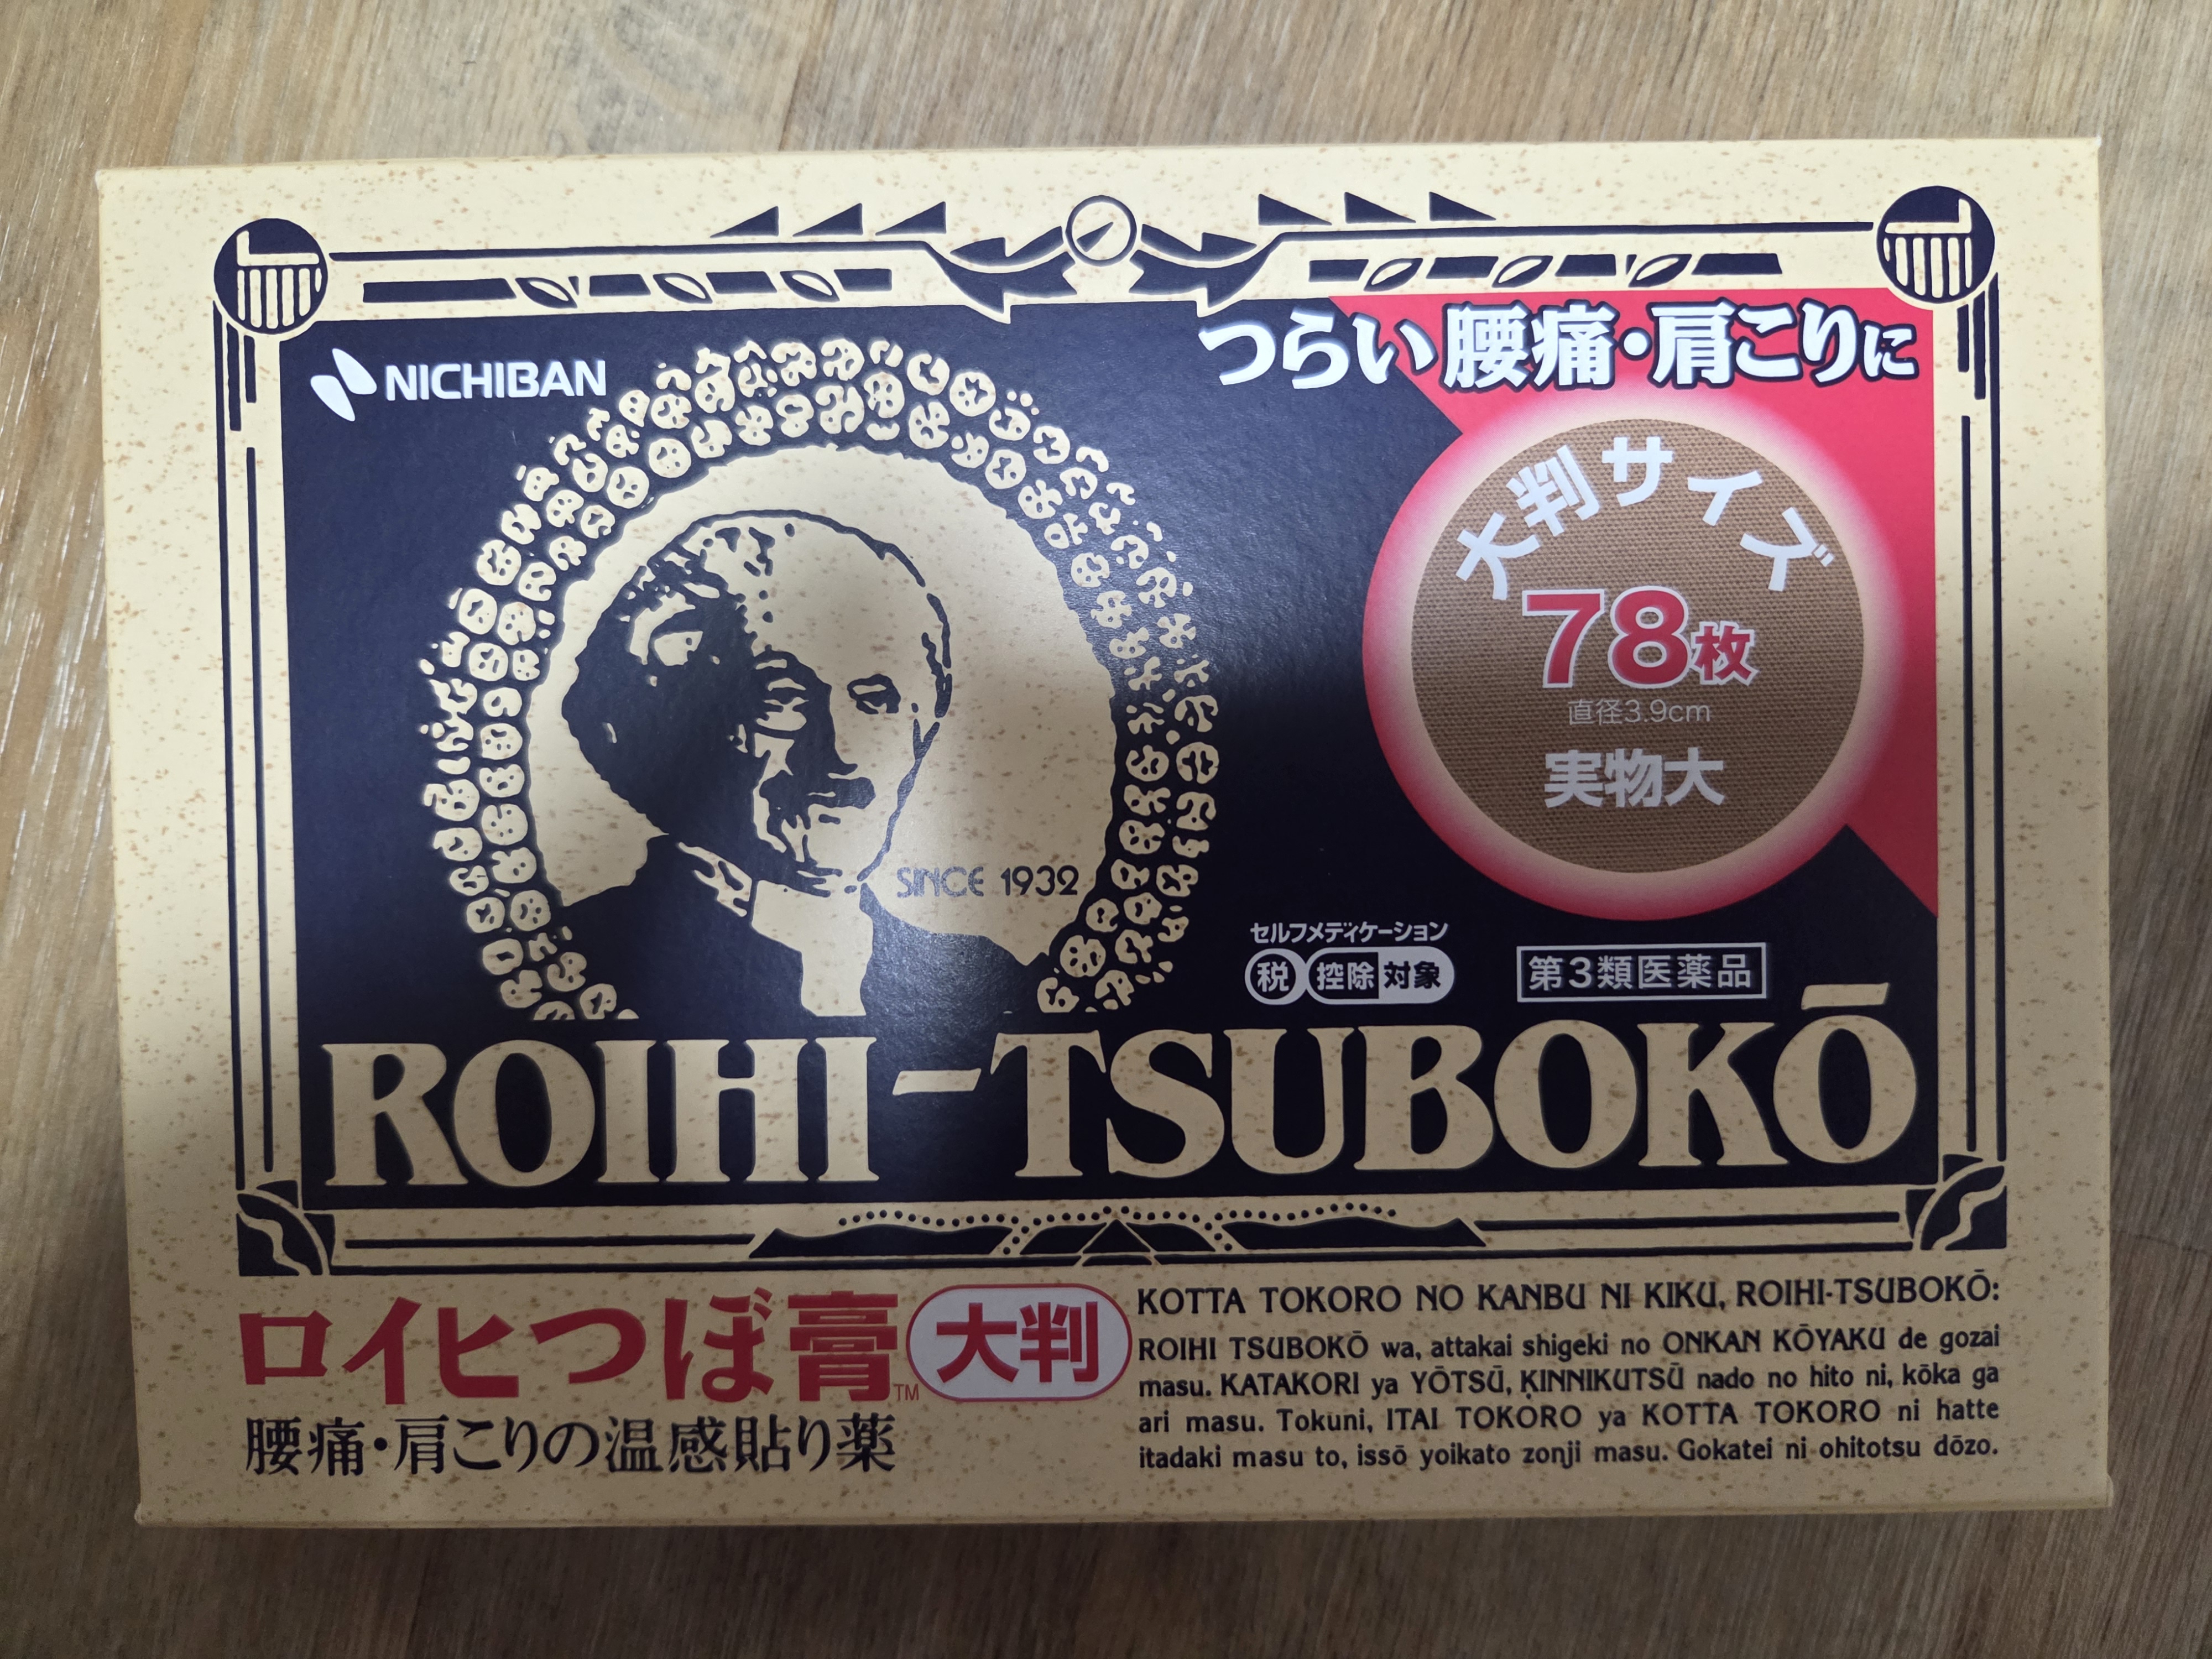 NICHIBAN
つらい腰痛・肩こりに
大判サイズ
78枚
直径3.9cm
実物大
SINCE 1932
セルフメディケーション
税 控除 対象
第3類医薬品
ROIHI-TSUBOKŌ
ロイヒつぼ膏™ 大判
腰痛・肩こりの温感貼り薬
KOTTA TOKORO NO KANBU NI KIKU, ROIHI-TSUBOKŌ:
ROIHI TSUBOKŌ wa, attakai shigeki no ONKAN KŌYAKU de gozai
masu. KATAKORI ya YŌTSŪ, KINNIKUTSŪ nado no hito ni, kōka ga
ari masu. Tokuni, ITAI TOKORO ya KOTTA TOKORO ni hatte
itadaki masu to, issō yoikato zonji masu. Gokatei ni ohitotsu dōzo.